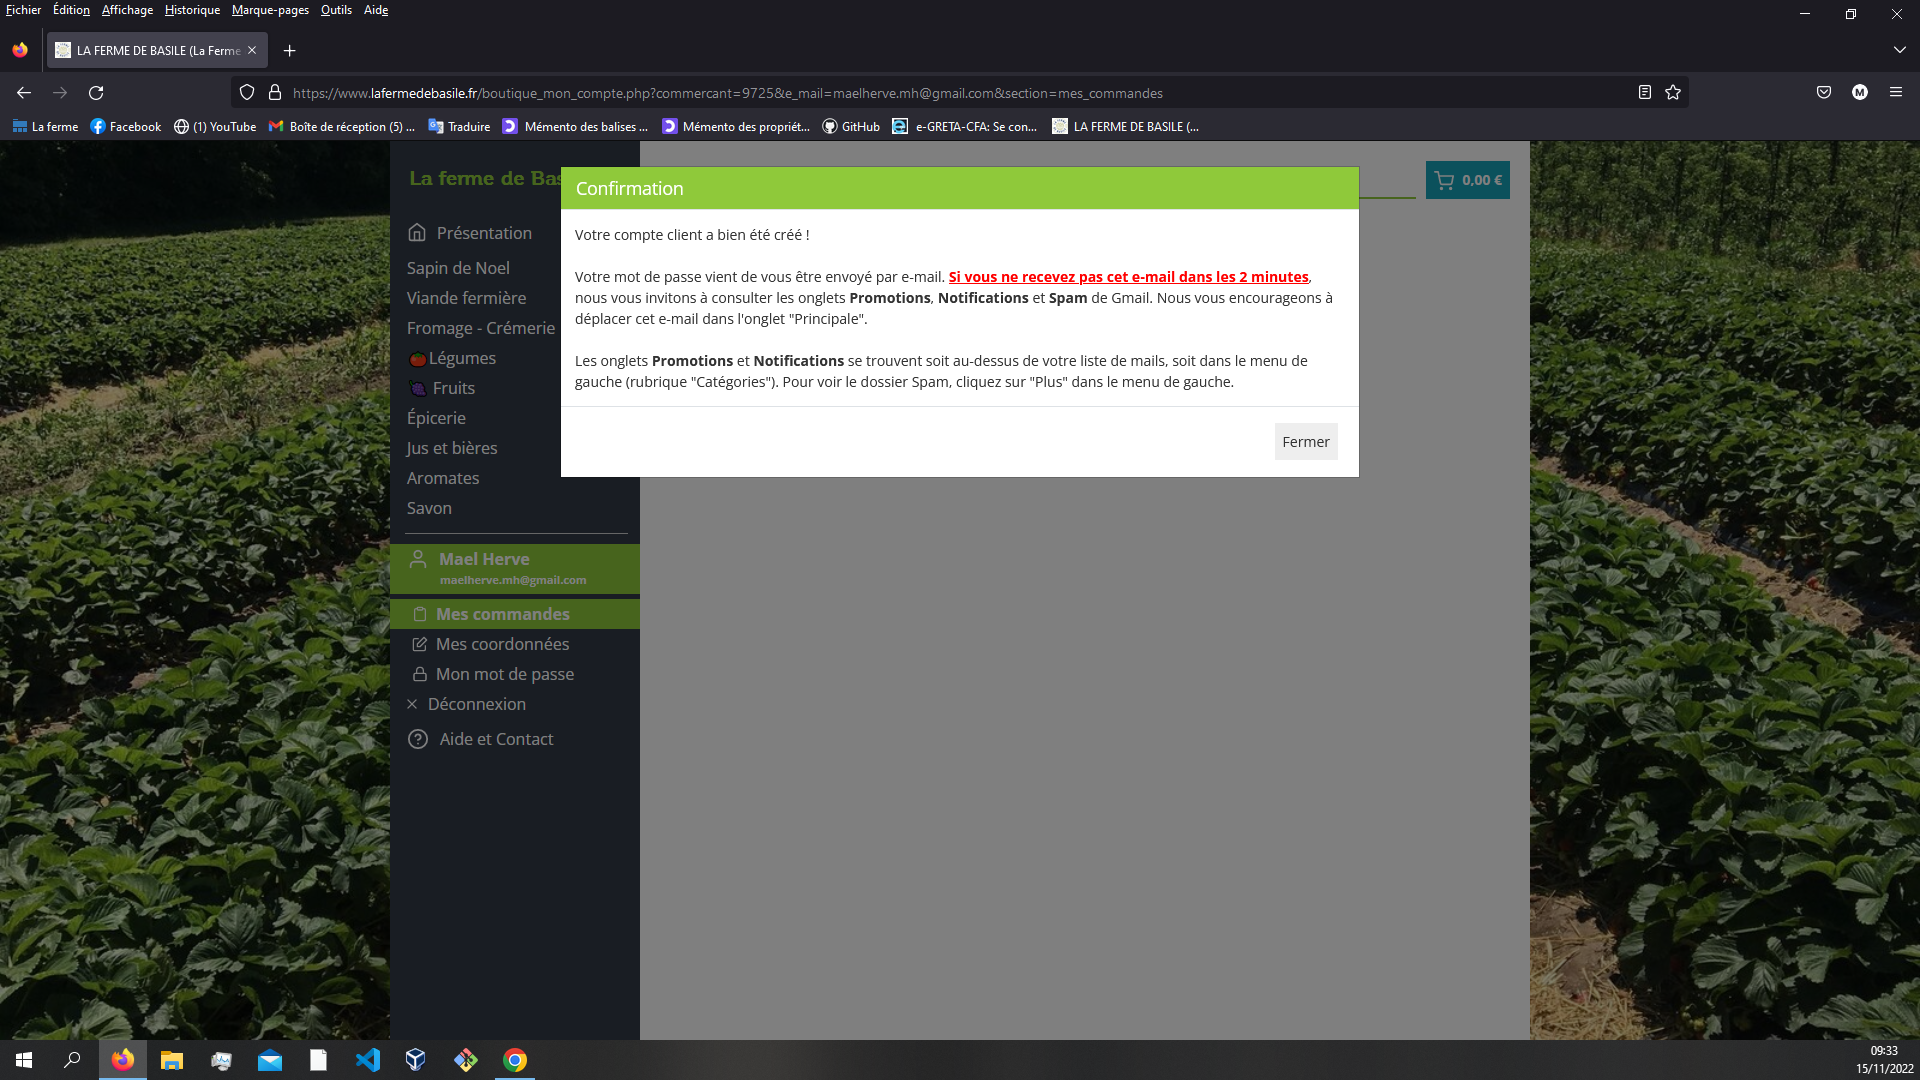 Fichier Édition Affichage Historique Marque-pages Outils Aide
LA FERME DE BASILE (La Ferme
https://www.lafermedebasile.fr/boutique_mon_compte.php?commercant=9725&e_mail=maelherve.mh@gmail.com&section=mes_commandes
M
La ferme Facebook (1) YouTube Boîte de réception (5) ... Traduire Mémento des balises ... Mémento des propriét... GitHub e-GRETA-CFA: Se con... LA FERME DE BASILE (...
La ferme de Bas
0,00 €
Confirmation
Votre compte client a bien été créé !
Votre mot de passe vient de vous être envoyé par e-mail. Si vous ne recevez pas cet e-mail dans les 2 minutes,
nous vous invitons à consulter les onglets Promotions, Notifications et Spam de Gmail. Nous vous encourageons à
déplacer cet e-mail dans l'onglet "Principale".
Les onglets Promotions et Notifications se trouvent soit au-dessus de votre liste de mails, soit dans le menu de
gauche (rubrique "Catégories"). Pour voir le dossier Spam, cliquez sur "Plus" dans le menu de gauche.
Fermer
Présentation
Sapin de Noel
Viande fermière
Fromage - Crémerie
Légumes
Fruits
Épicerie
Jus et bières
Aromates
Savon
Mael Herve
maelherve.mh@gmail.com
Mes commandes
Mes coordonnées
Mon mot de passe
Déconnexion
Aide et Contact
09:33
15/11/2022